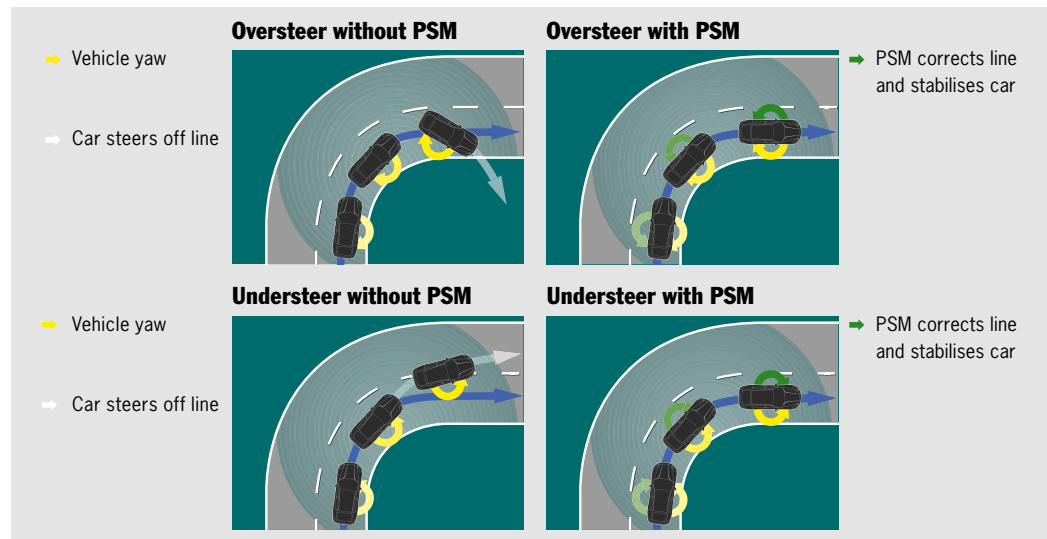 Oversteer without PSM
Oversteer with PSM
Vehicle yaw
Car steers off line
PSM corrects line
and stabilises car
Understeer without PSM
Understeer with PSM
Vehicle yaw
Car steers off line
PSM corrects line
and stabilises car